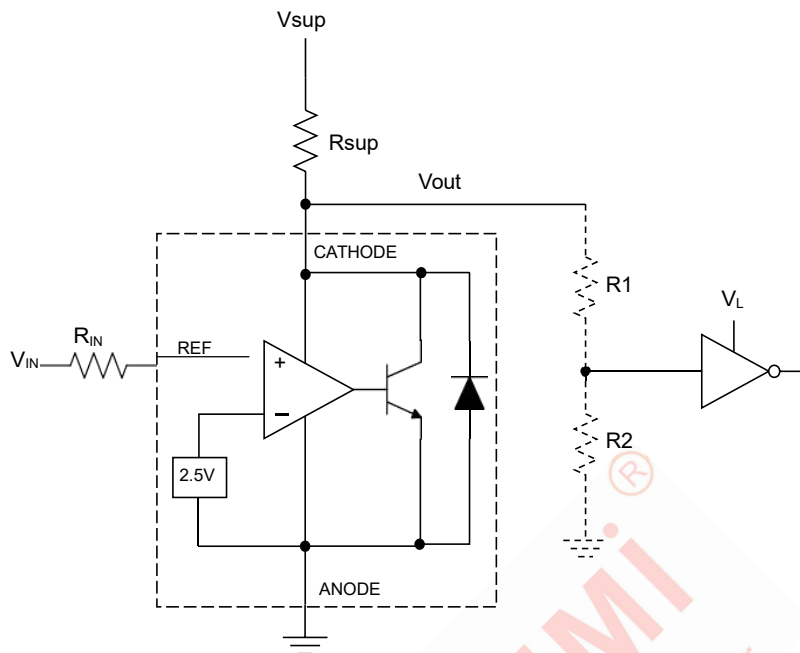 Vsup
Rsup
Vout
CATHODE
R1
VL
RIN
VIN
REF
+
−
2.5V
R2
®
ANODE